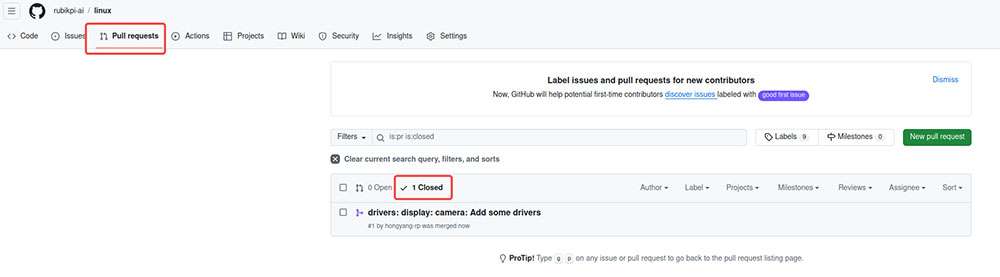 rubikpi-ai / linux
Code Issues Pull requests Actions Projects Wiki Security Insights Settings
Label issues and pull requests for new contributors
Dismiss
Now, GitHub will help potential first-time contributors discover issues labeled with good first issue
Filters is:pr is:closed Labels 9 Milestones 0 New pull request
Clear current search query, filters, and sorts
0 Open 1 Closed Author Label Projects Milestones Reviews Assignee Sort
drivers: display: camera: Add some drivers
#1 by hongyang-rp was merged now
ProTip! Type g p on any issue or pull request to go back to the pull request listing page.